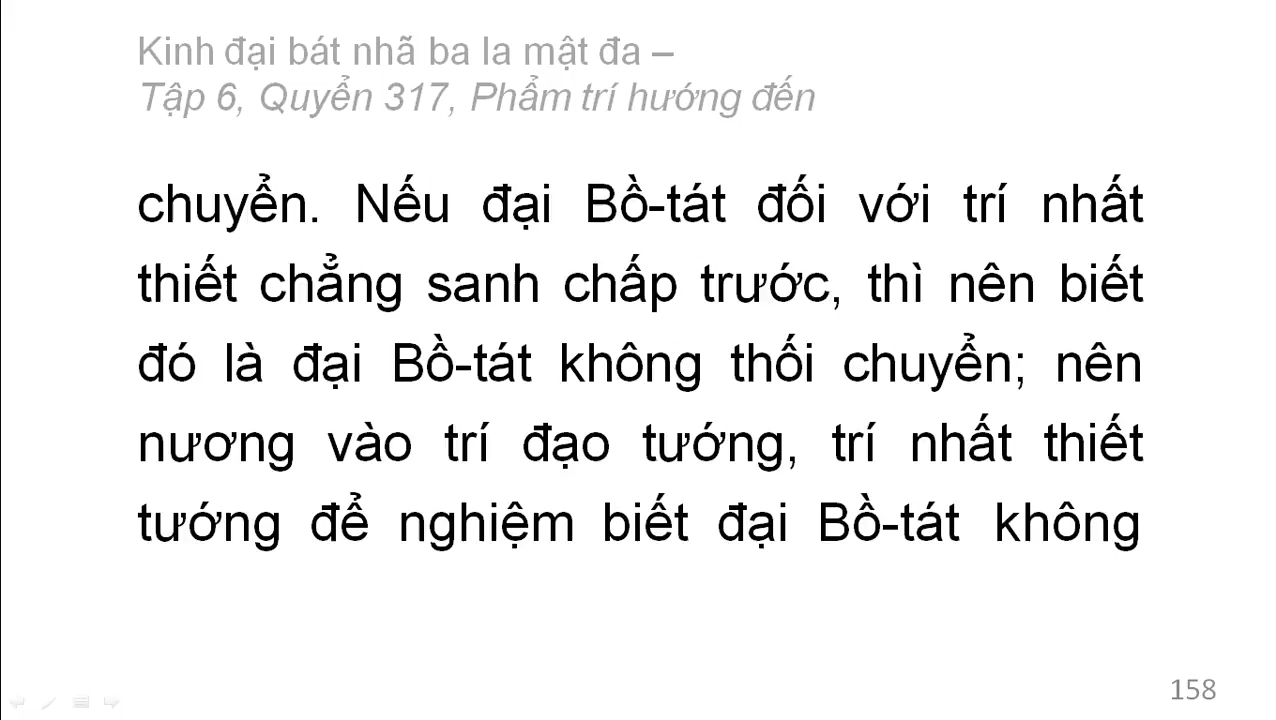 Kinh đại bát nhã ba la mật đa –
Tập 6, Quyển 317, Phẩm trí hướng đến
chuyển. Nếu đại Bồ-tát đối với trí nhất
thiết chẳng sanh chấp trước, thì nên biết
đó là đại Bồ-tát không thối chuyển; nên
nương vào trí đạo tướng, trí nhất thiết
tướng để nghiệm biết đại Bồ-tát không
158